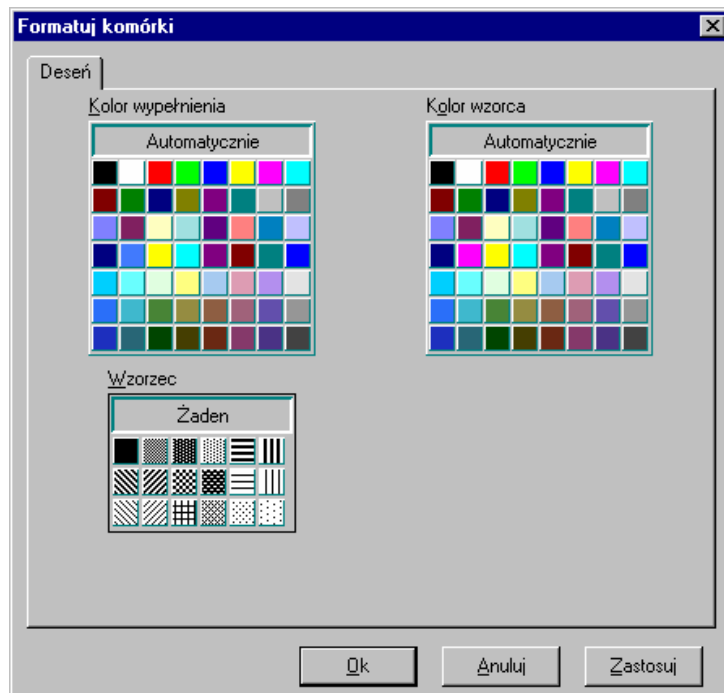 Formatuj komórki
Deseń
Kolor wypełnienia
Kolor wzorca
Automatycznie
Automatycznie
Wzorzec
Żaden
Ok
Anuluj
Zastosuj